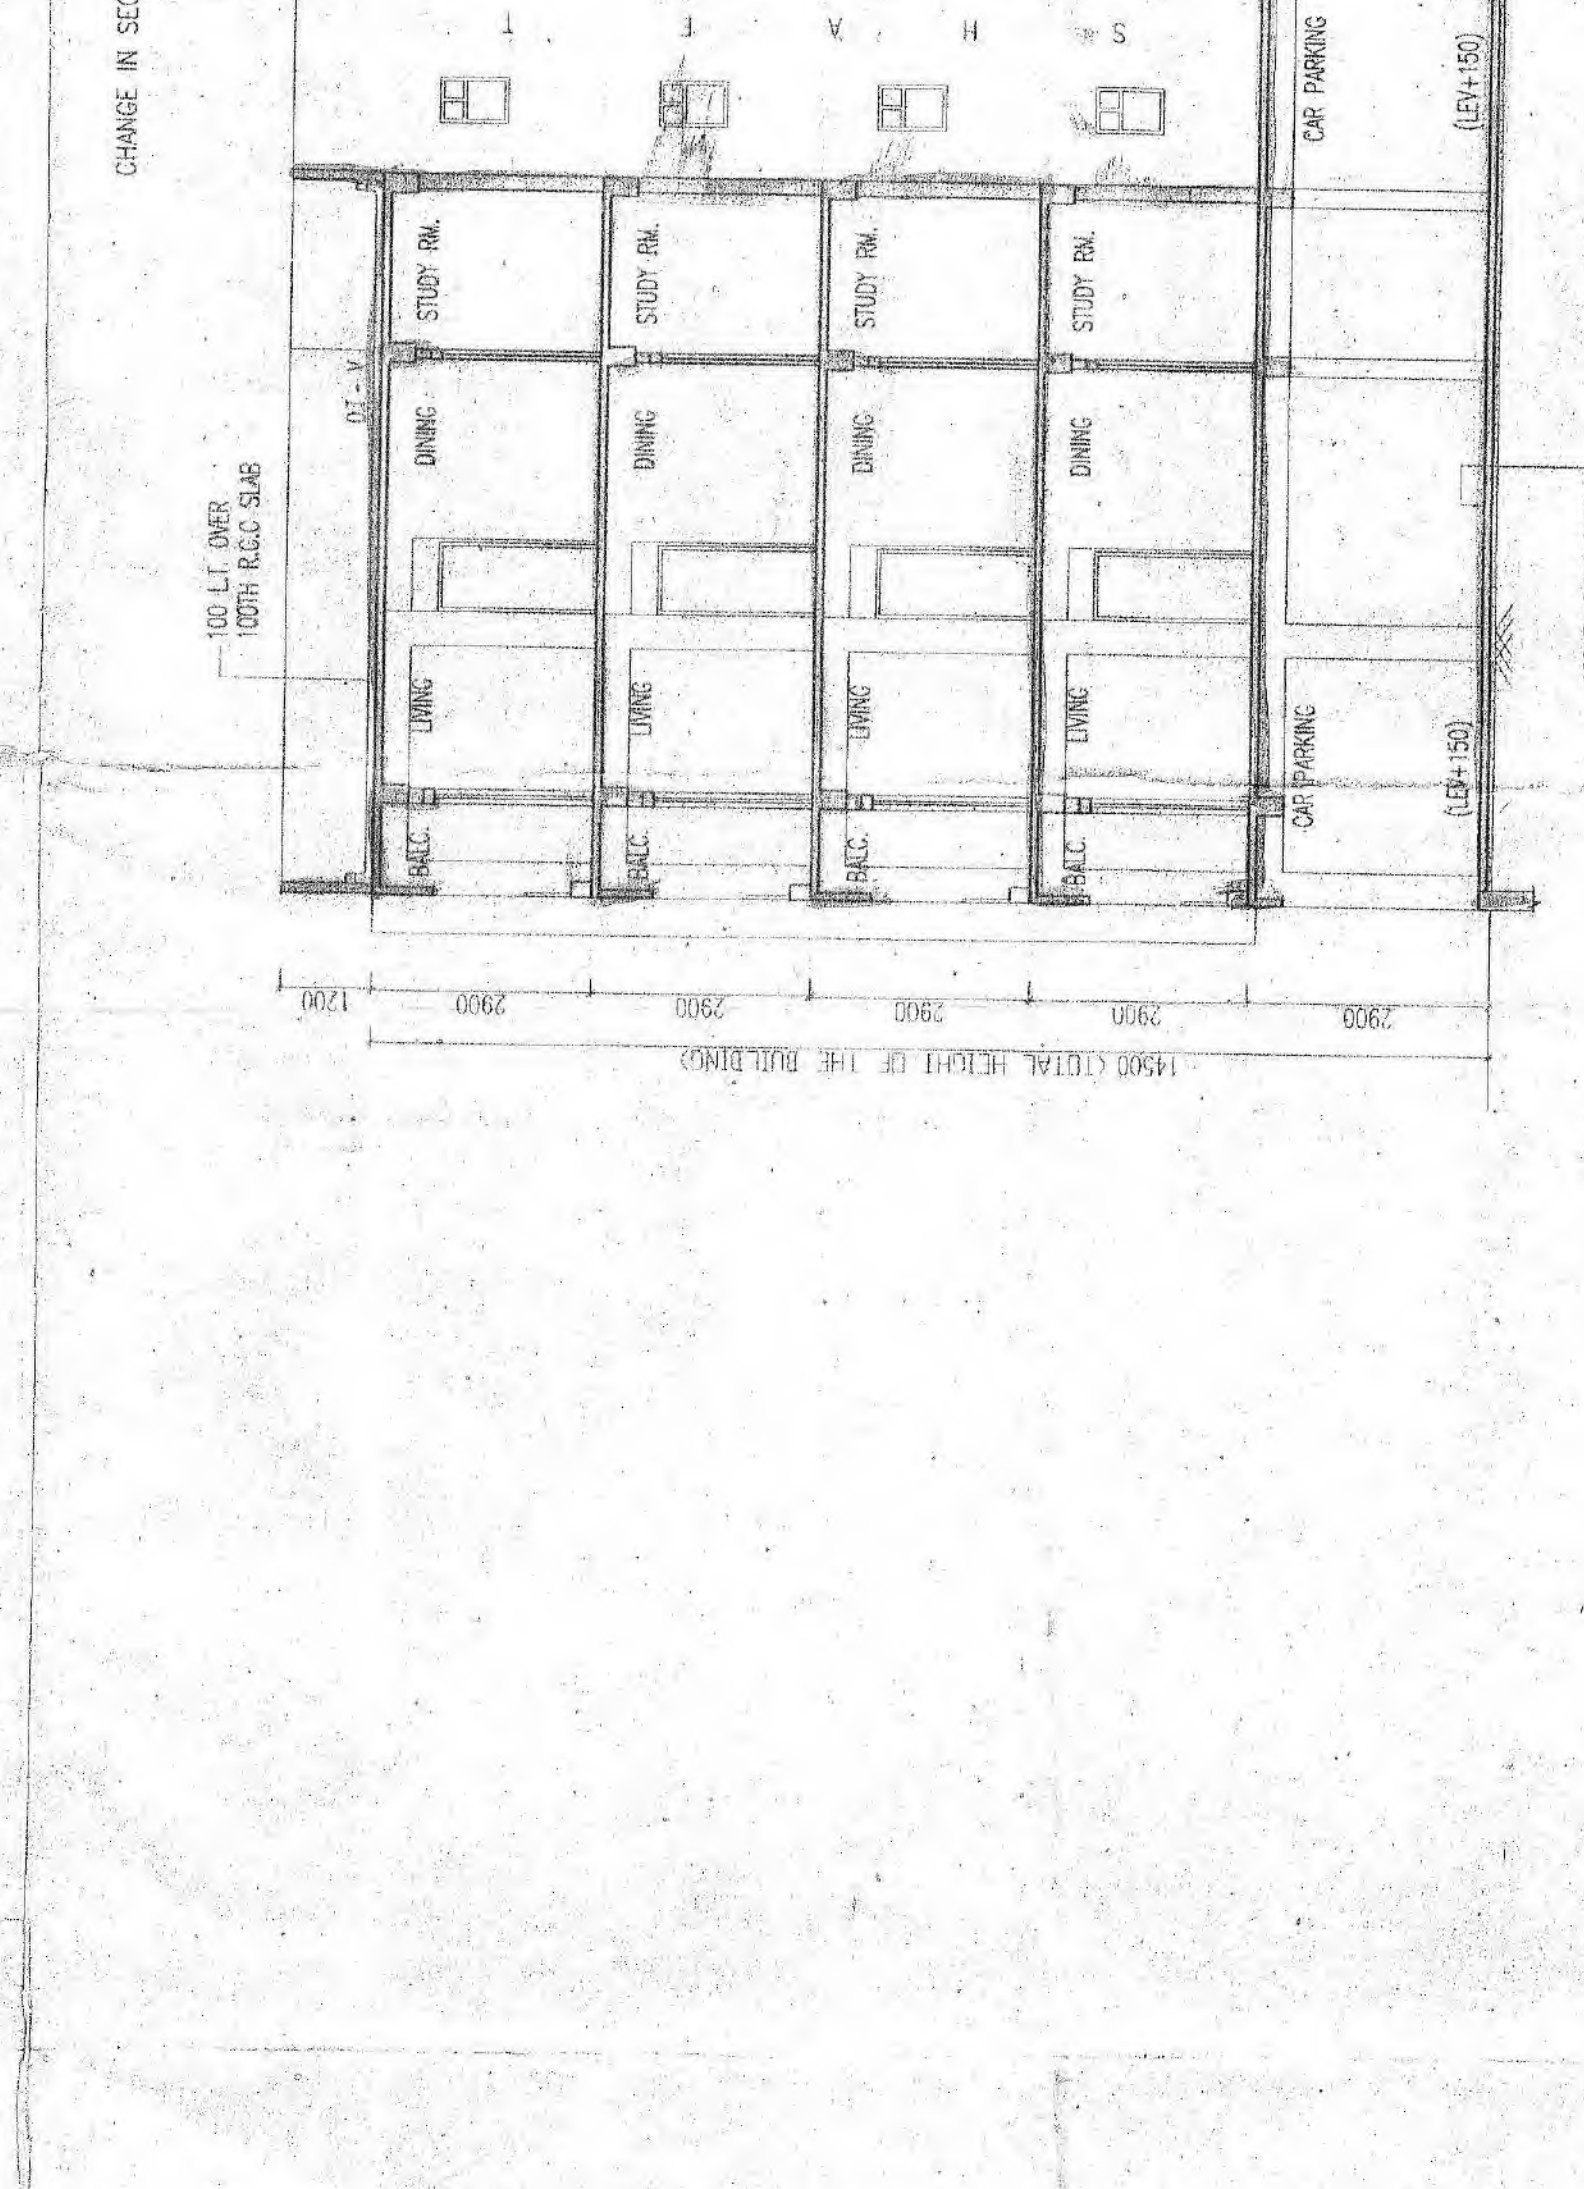 CHANGE IN SEC
100 L.T. OVER
100TH R.C.C SLAB
S H A F T
STUDY RM.
DINING
LIVING
BALC.
STUDY RM.
DINING
LIVING
BALC.
STUDY RM.
DINING
LIVING
BALC.
STUDY RM.
DINING
LIVING
BALC.
CAR PARKING
(LEV+150)
CAR PARKING
(LEV+150)
1200
2900
2900
2900
2900
2900
14500 (TOTAL HEIGHT OF THE BUILDING)